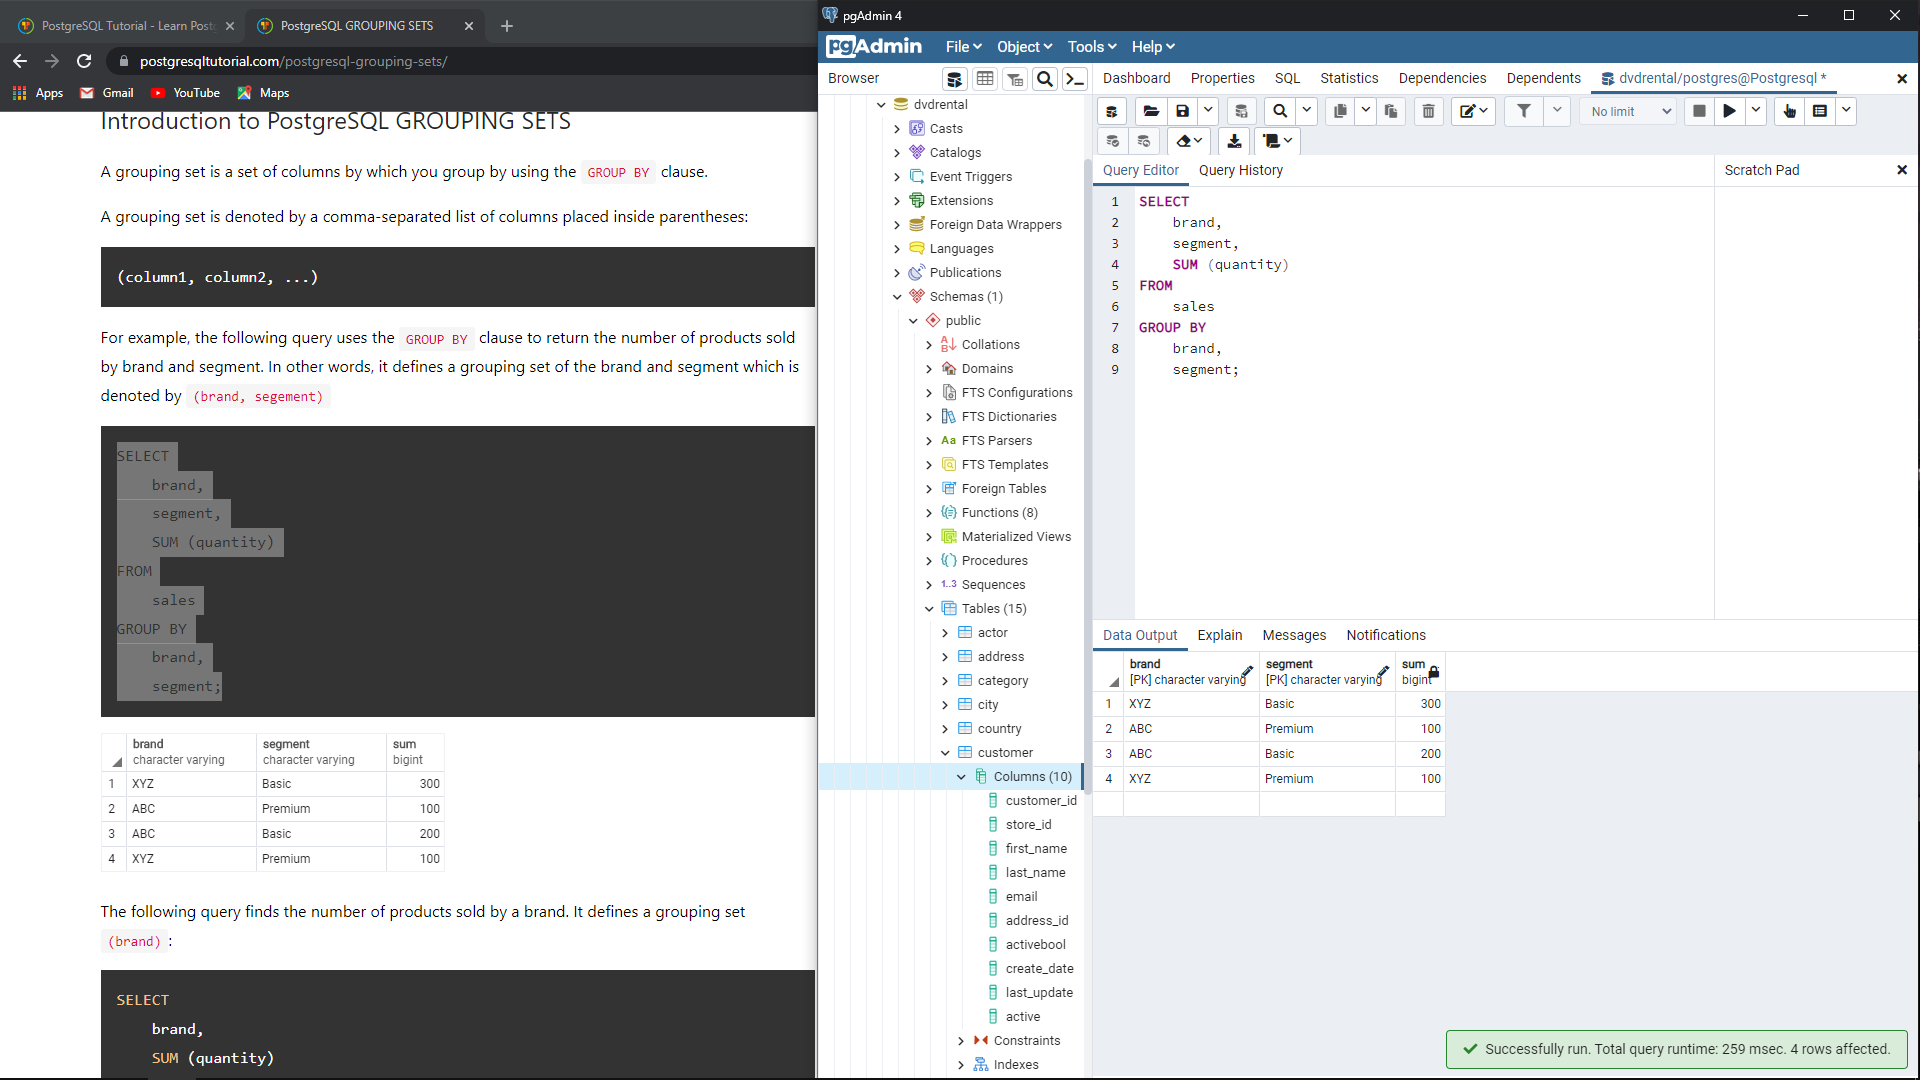 PostgreSQL Tutorial - Learn Post
PostgreSQL GROUPING SETS
postgresqltutorial.com/postgresql-grouping-sets/
Apps
Gmail
YouTube
Maps
Introduction to PostgreSQL GROUPING SETS
A grouping set is a set of columns by which you group by using the GROUP BY clause.
A grouping set is denoted by a comma-separated list of columns placed inside parentheses:
(column1, column2, ...)
For example, the following query uses the GROUP BY clause to return the number of products sold
by brand and segment. In other words, it defines a grouping set of the brand and segment which is
denoted by (brand, segement)
SELECT
brand,
segment,
SUM (quantity)
FROM
sales
GROUP BY
brand,
segment;
brand segment sum
character varying character varying bigint
1 XYZ Basic 300
2 ABC Premium 100
3 ABC Basic 200
4 XYZ Premium 100
The following query finds the number of products sold by a brand. It defines a grouping set
(brand) :
SELECT
brand,
SUM (quantity)
pgAdmin 4
pgAdmin File Object Tools Help
Browser
dvdrental
Casts
Catalogs
Event Triggers
Extensions
Foreign Data Wrappers
Languages
Publications
Schemas (1)
public
Collations
Domains
FTS Configurations
FTS Dictionaries
Aa FTS Parsers
FTS Templates
Foreign Tables
Functions (8)
Materialized Views
Procedures
1..3 Sequences
Tables (15)
actor
address
category
city
country
customer
Columns (10)
customer_id
store_id
first_name
last_name
email
address_id
activebool
create_date
last_update
active
Constraints
Indexes
Dashboard Properties SQL Statistics Dependencies Dependents dvdrental/postgres@Postgresql *
No limit
Query Editor Query History
Scratch Pad
1 SELECT
2 brand,
3 segment,
4 SUM (quantity)
5 FROM
6 sales
7 GROUP BY
8 brand,
9 segment;
Data Output Explain Messages Notifications
brand segment sum
[PK] character varying [PK] character varying bigint
1 XYZ Basic 300
2 ABC Premium 100
3 ABC Basic 200
4 XYZ Premium 100
Successfully run. Total query runtime: 259 msec. 4 rows affected.